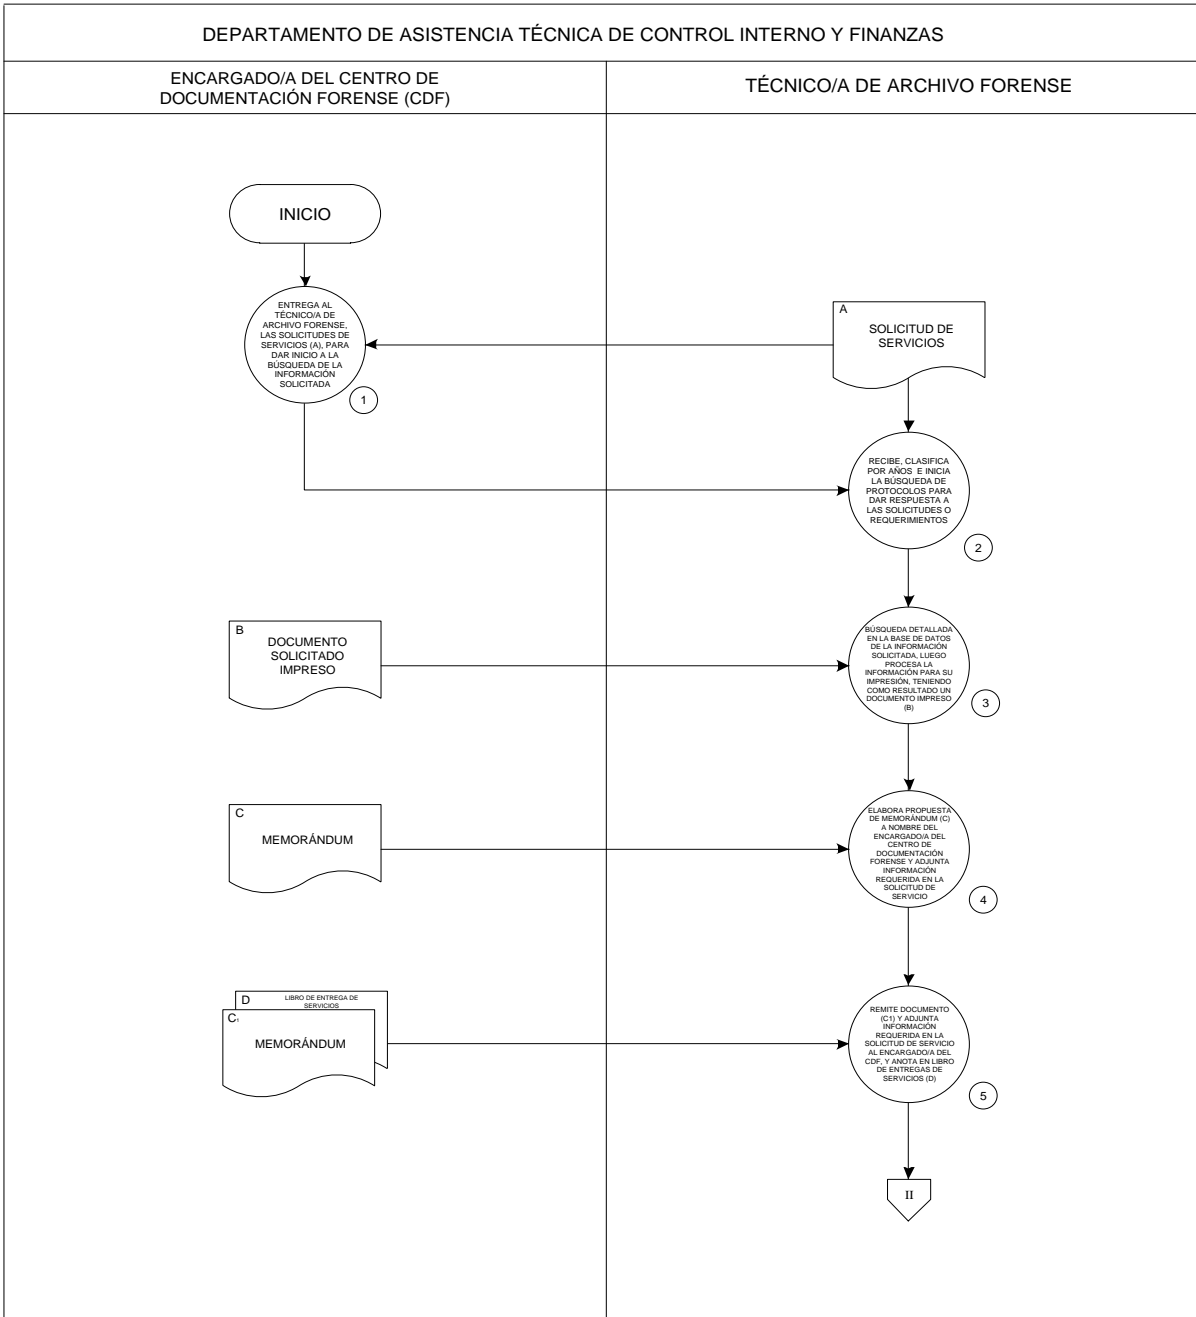 DEPARTAMENTO DE ASISTENCIA TÉCNICA DE CONTROL INTERNO Y FINANZAS
ENCARGADO/A DEL CENTRO DE
DOCUMENTACIÓN FORENSE (CDF)
TÉCNICO/A DE ARCHIVO FORENSE
INICIO
ENTREGA AL
TÉCNICO/A DE
ARCHIVO FORENSE,
LAS SOLICITUDES DE
SERVICIOS (A), PARA
DAR INICIO A LA
BÚSQUEDA DE LA
INFORMACIÓN
SOLICITADA
1
A
SOLICITUD DE
SERVICIOS
RECIBE, CLASIFICA
POR AÑOS E INICIA
LA BÚSQUEDA DE
PROTOCOLOS PARA
DAR RESPUESTA A
LAS SOLICITUDES O
REQUERIMIENTOS
2
B
DOCUMENTO
SOLICITADO
IMPRESO
BÚSQUEDA DETALLADA
EN LA BASE DE DATOS
DE LA INFORMACIÓN
SOLICITADA, LUEGO
PROCESA LA
INFORMACIÓN PARA SU
IMPRESIÓN, TENIENDO
COMO RESULTADO UN
DOCUMENTO IMPRESO
(B)
3
C
MEMORÁNDUM
ELABORA PROPUESTA
DE MEMORÁNDUM (C)
A NOMBRE DEL
ENCARGADO/A DEL
CENTRO DE
DOCUMENTACIÓN
FORENSE Y ADJUNTA
INFORMACIÓN
REQUERIDA EN LA
SOLICITUD DE
SERVICIO
4
D
LIBRO DE ENTREGA DE
SERVICIOS
C1
MEMORÁNDUM
REMITE DOCUMENTO
(C1) Y ADJUNTA
INFORMACIÓN
REQUERIDA EN LA
SOLICITUD DE SERVICIO
AL ENCARGADO/A DEL
CDF, Y ANOTA EN LIBRO
DE ENTREGAS DE
SERVICIOS (D)
5
II